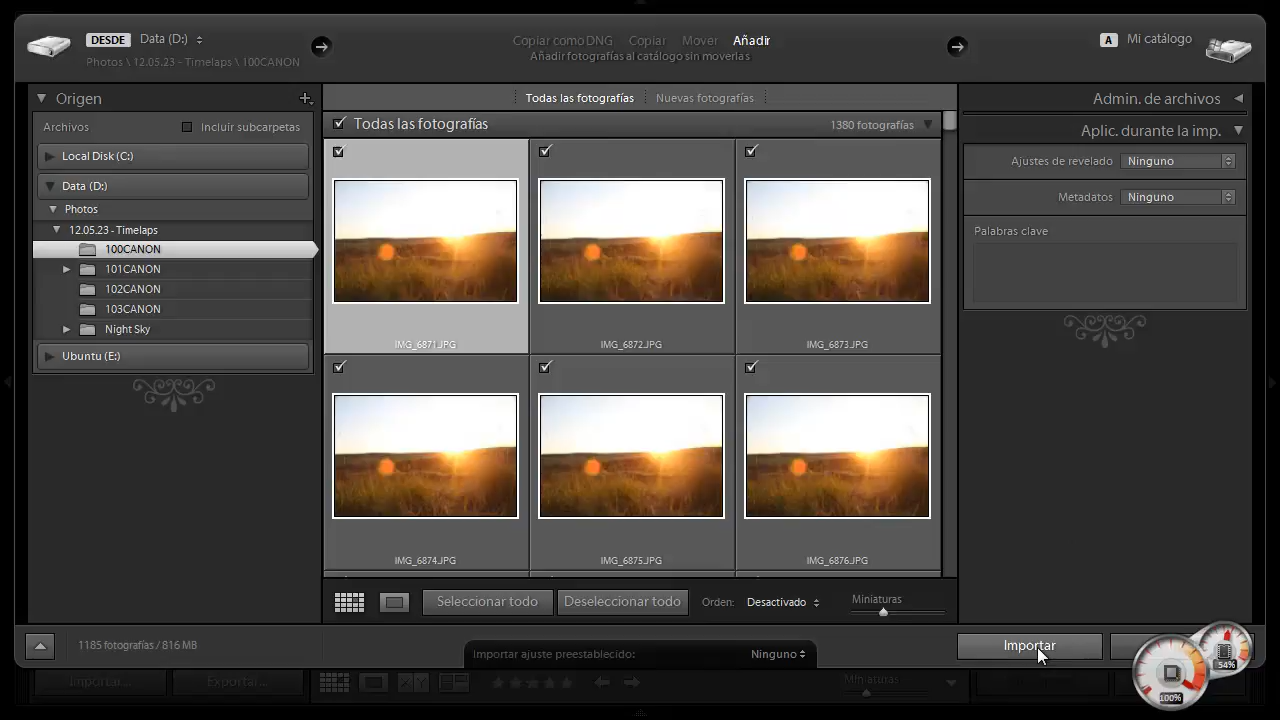 DESDE Data (D:)
Photos \ 12.05.23 - Timelaps \ 100CANON
Copiar como DNG Copiar Mover Añadir
Añadir fotografías al catálogo sin moverlas
A Mi catálogo
Origen
Archivos Incluir subcarpetas
Local Disk (C:)
Data (D:)
Photos
12.05.23 - Timelaps
100CANON
101CANON
102CANON
103CANON
Night Sky
Ubuntu (E:)
Todas las fotografías Nuevas fotografías
Todas las fotografías 1380 fotografías
IMG_6871.JPG IMG_6872.JPG IMG_6873.JPG
IMG_6874.JPG IMG_6875.JPG IMG_6876.JPG
Admin. de archivos
Aplic. durante la imp.
Ajustes de revelado Ninguno
Metadatos Ninguno
Palabras clave
Seleccionar todo Deseleccionar todo Orden: Desactivado Miniaturas
1185 fotografías / 816 MB
Importar ajuste preestablecido: Ninguno
Importar
54%
100%
Importar... Exportar... XY Miniaturas